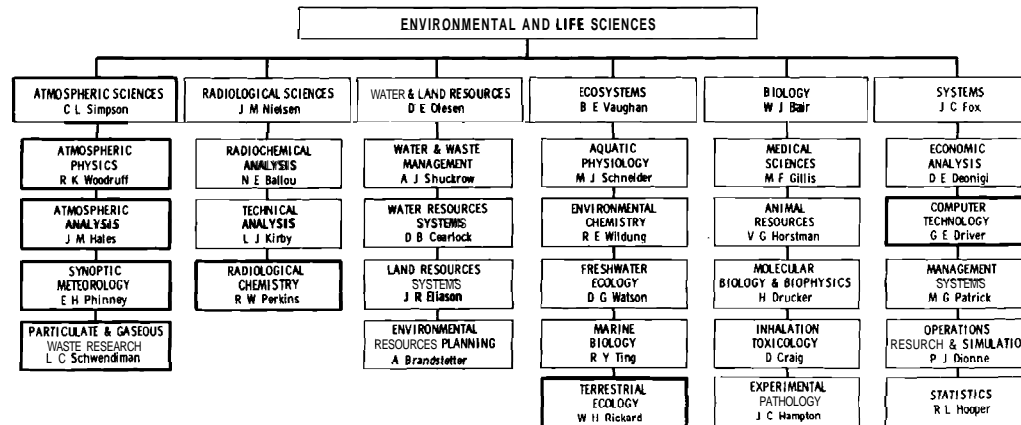 ENVIRONMENTAL AND LIFE SCIENCES
ATMOSPHERIC SCIENCES
C L Simpson
ATMOSPHERIC
PHYSICS
R K Woodruff
ATMOSPHERIC
ANALYSIS
J M Hales
SYNOPTIC
METEOROLOGY
E H Phinney
PARTICULATE & GASEOUS
WASTE RESEARCH
L C Schwendiman
RADIOLOGICAL SCIENCES
J M Nielsen
RADIOCHEMICAL
ANALYSIS
N E Ballou
TECHNICAL
ANALYSIS
L J Kirby
RADIOLOGICAL
CHEMISTRY
R W Perkins
WATER & LAND RESOURCES
D E Olesen
WATER & WASTE
MANAGEMENT
A J Shuckrow
WATER RESOURCES
SYSTEMS
D B Cearlock
LAND RESOURCES
SYSTEMS
J R Eliason
ENVIRONMENTAL
RESOURCES PLANNING
A Brandstetter
ECOSYSTEMS
B E Vaughan
AQUATIC
PHYSIOLOGY
M J Schneider
ENVIRONMENTAL
CHEMISTRY
R E Wildung
FRESHWATER
ECOLOGY
D G Watson
MARINE
BIOLOGY
R Y Ting
TERRESTRIAL
ECOLOGY
W H Rickard
BIOLOGY
W J Bair
MEDICAL
SCIENCES
M F Gillis
ANIMAL
RESOURCES
V G Horstman
MOLECULAR
BIOLOGY & BIOPHYSICS
H Drucker
INHALATION
TOXICOLOGY
D Craig
EXPERIMENTAL
PATHOLOGY
J C Hampton
SYSTEMS
J C Fox
ECONOMIC
ANALYSIS
D E Deonigi
COMPUTER
TECHNOLOGY
G E Driver
MANAGEMENT
SYSTEMS
M G Patrick
OPERATIONS
RESURCH & SIMULATIO
P J Dionne
STATISTICS
R L Hooper